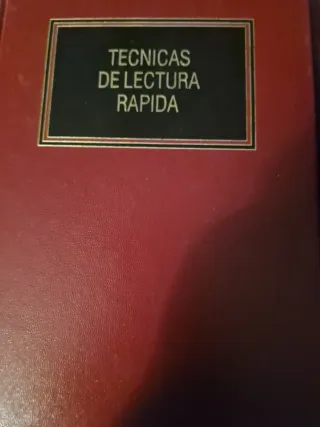 TECNICAS
DE LECTURA
RAPIDA